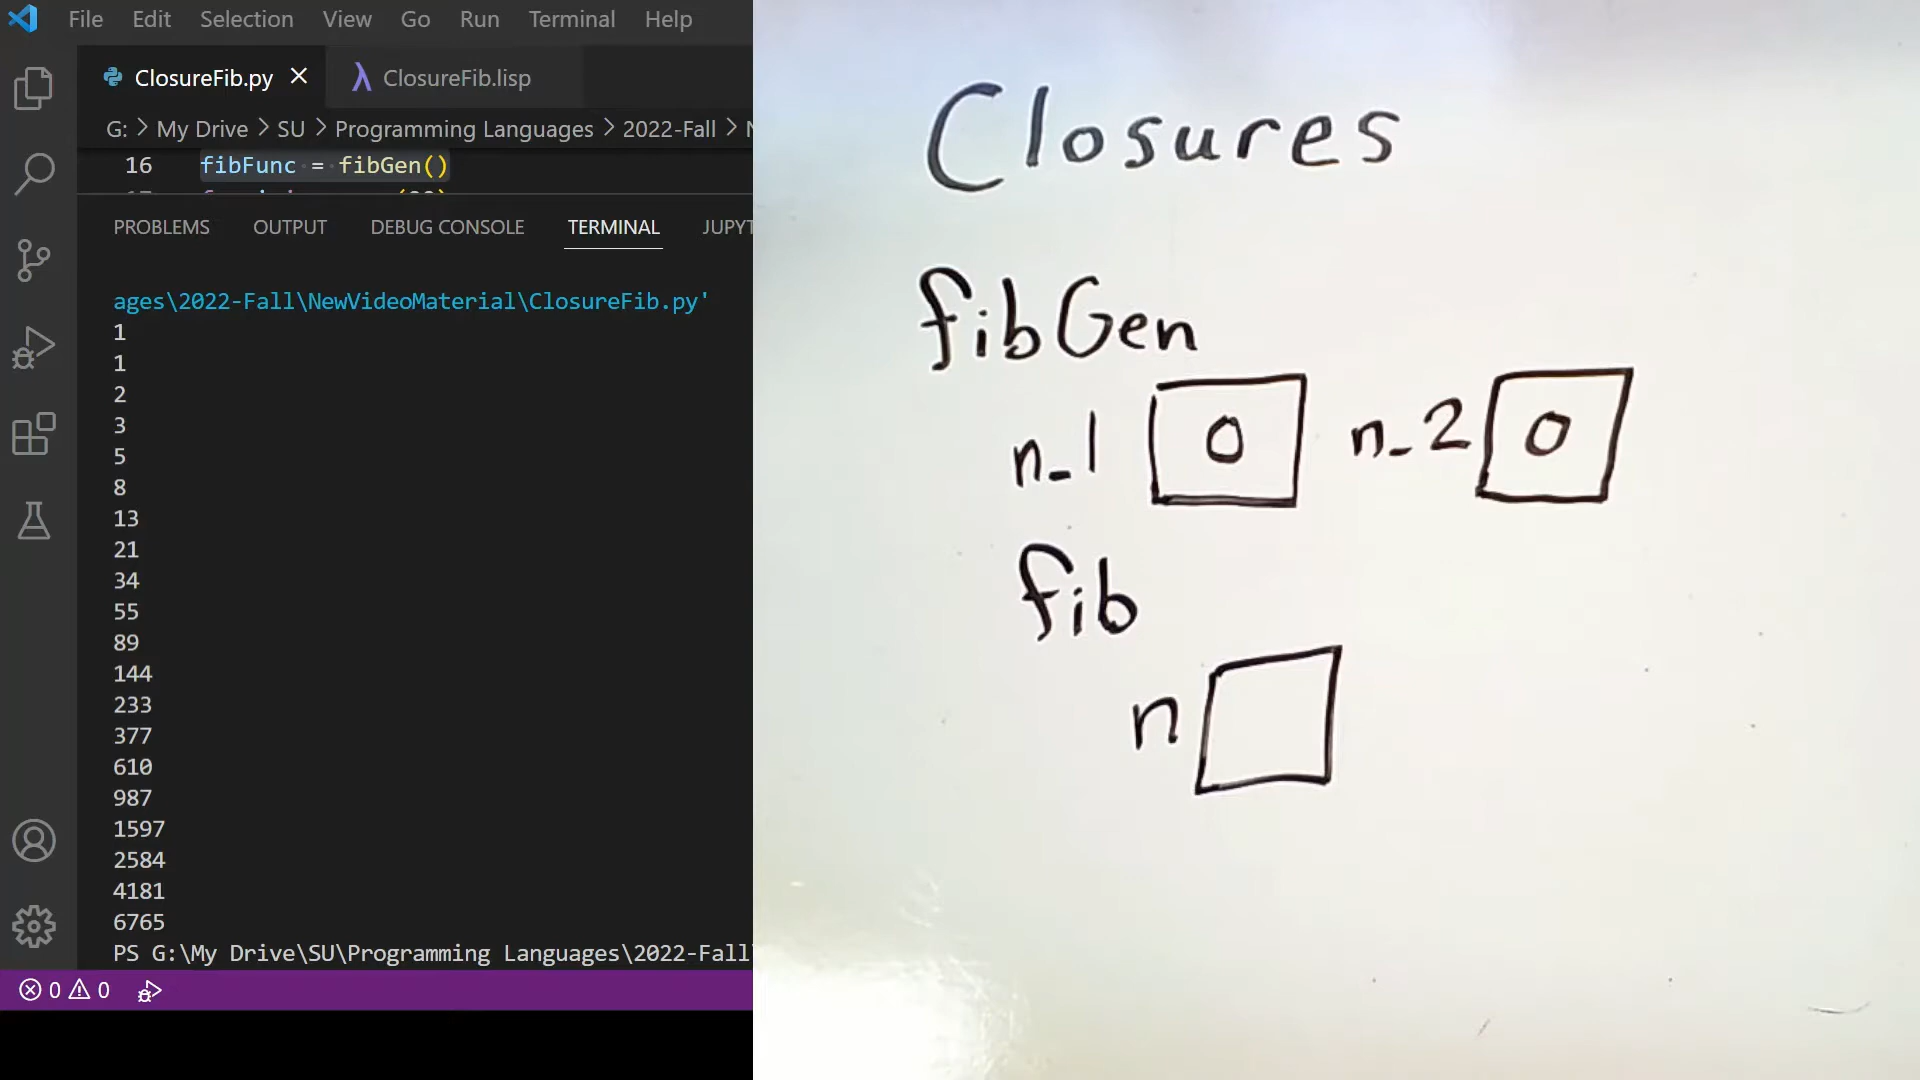 File Edit Selection View Go Run Terminal Help
ClosureFib.py ClosureFib.lisp
G: > My Drive > SU > Programming Languages > 2022-Fall > N
16 fibFunc = fibGen()
PROBLEMS OUTPUT DEBUG CONSOLE TERMINAL JUPYT
ages\2022-Fall\NewVideoMaterial\ClosureFib.py'
1
1
2
3
5
8
13
21
34
55
89
144
233
377
610
987
1597
2584
4181
6765
PS G:\My Drive\SU\Programming Languages\2022-Fall\
0 0
Closures
fibGen
n_1 0 n_2 0
fib
n